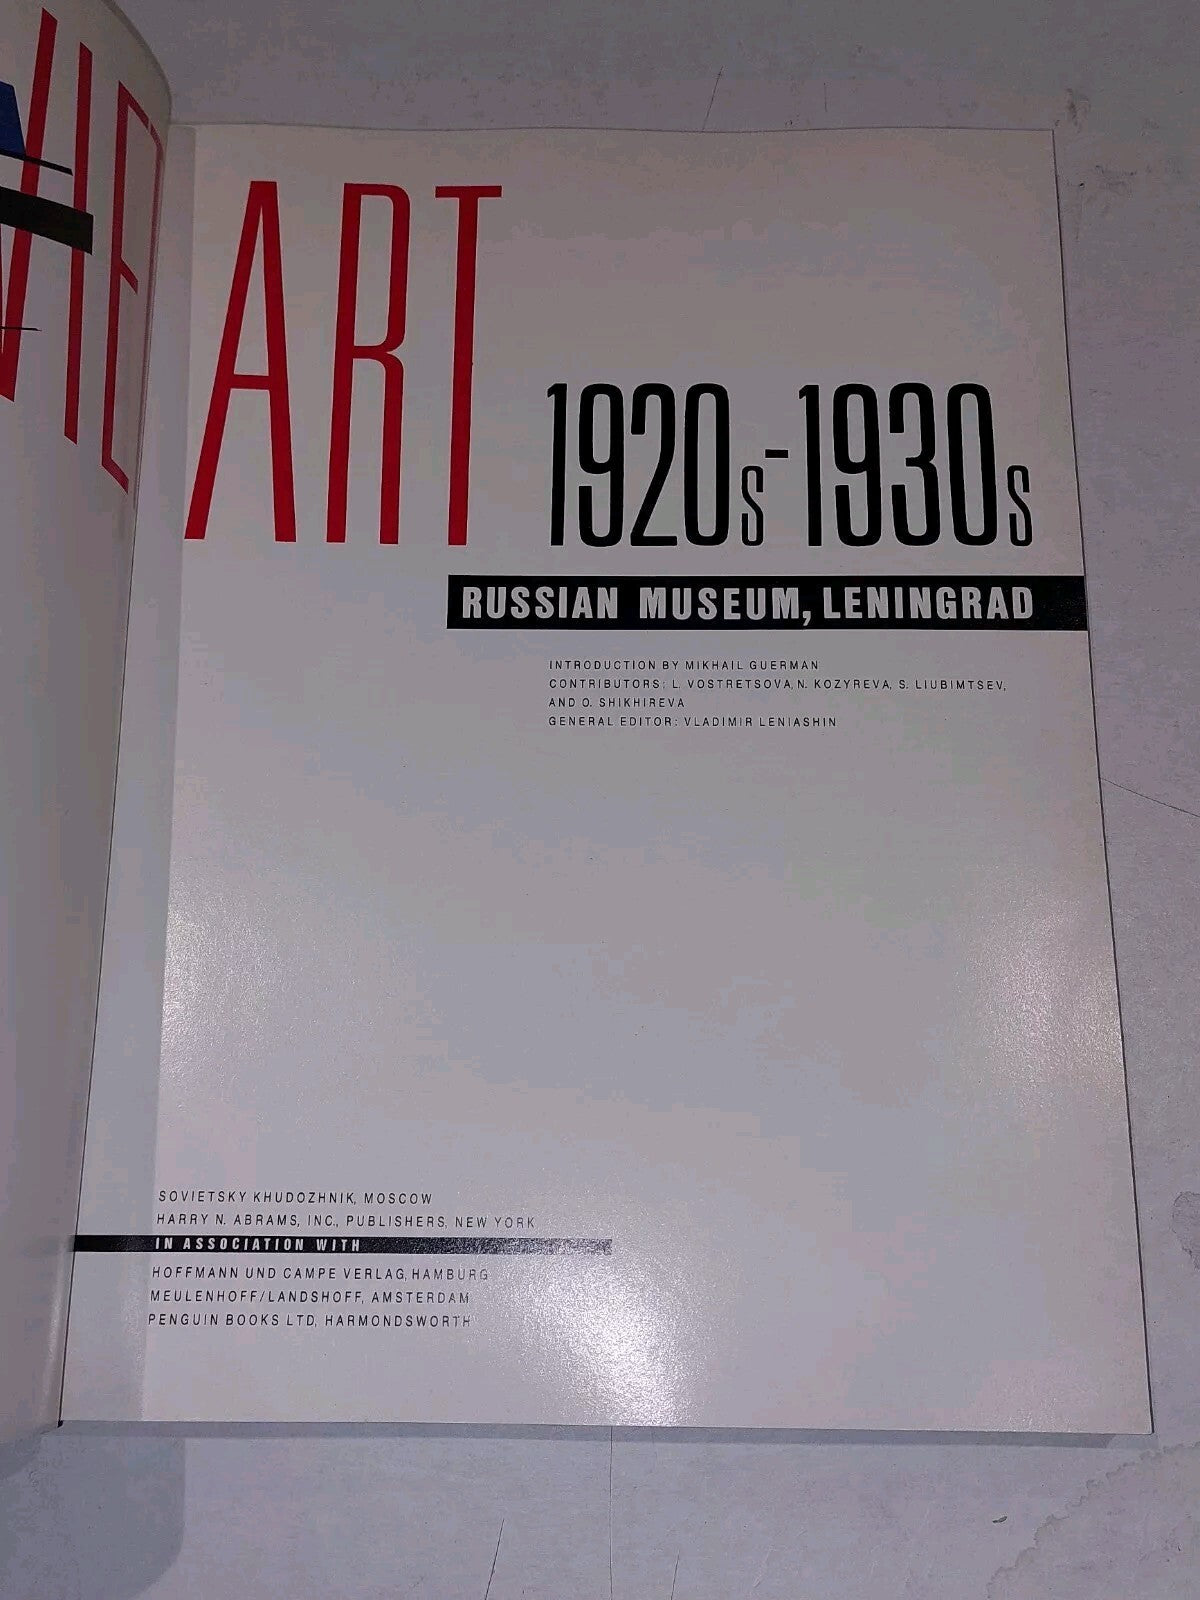 VIE
ART
1920s-1930s
RUSSIAN MUSEUM, LENINGRAD
INTRODUCTION BY MIKHAIL GUERMAN
CONTRIBUTORS: L. VOSTRETSOVA, N. KOZYREVA, S. LIUBIMTSEV,
AND O. SHIKHIREVA
GENERAL EDITOR: VLADIMIR LENIASHIN
SOVIETSKY KHUDOZHNIK, MOSCOW
HARRY N. ABRAMS, INC., PUBLISHERS, NEW YORK
IN ASSOCIATION WITH
HOFFMANN UND CAMPE VERLAG, HAMBURG
MEULENHOFF/LANDSHOFF, AMSTERDAM
PENGUIN BOOKS LTD, HARMONDSWORTH